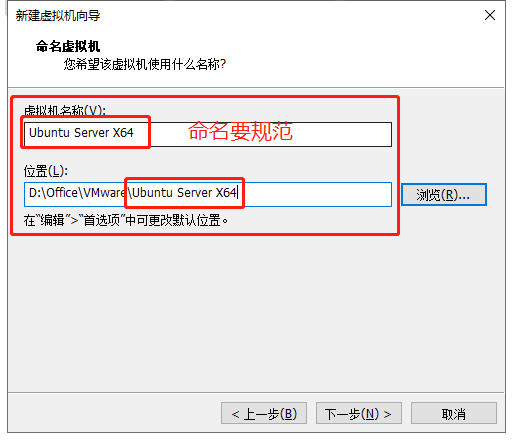 新建虚拟机向导
命名虚拟机
您希望该虚拟机使用什么名称?
虚拟机名称(V):
Ubuntu Server X64
命名要规范
位置(L):
D:\Office\VMware\Ubuntu Server X64
浏览(R)...
在“编辑”>“首选项”中可更改默认位置。
< 上一步(B)
下一步(N) >
取消